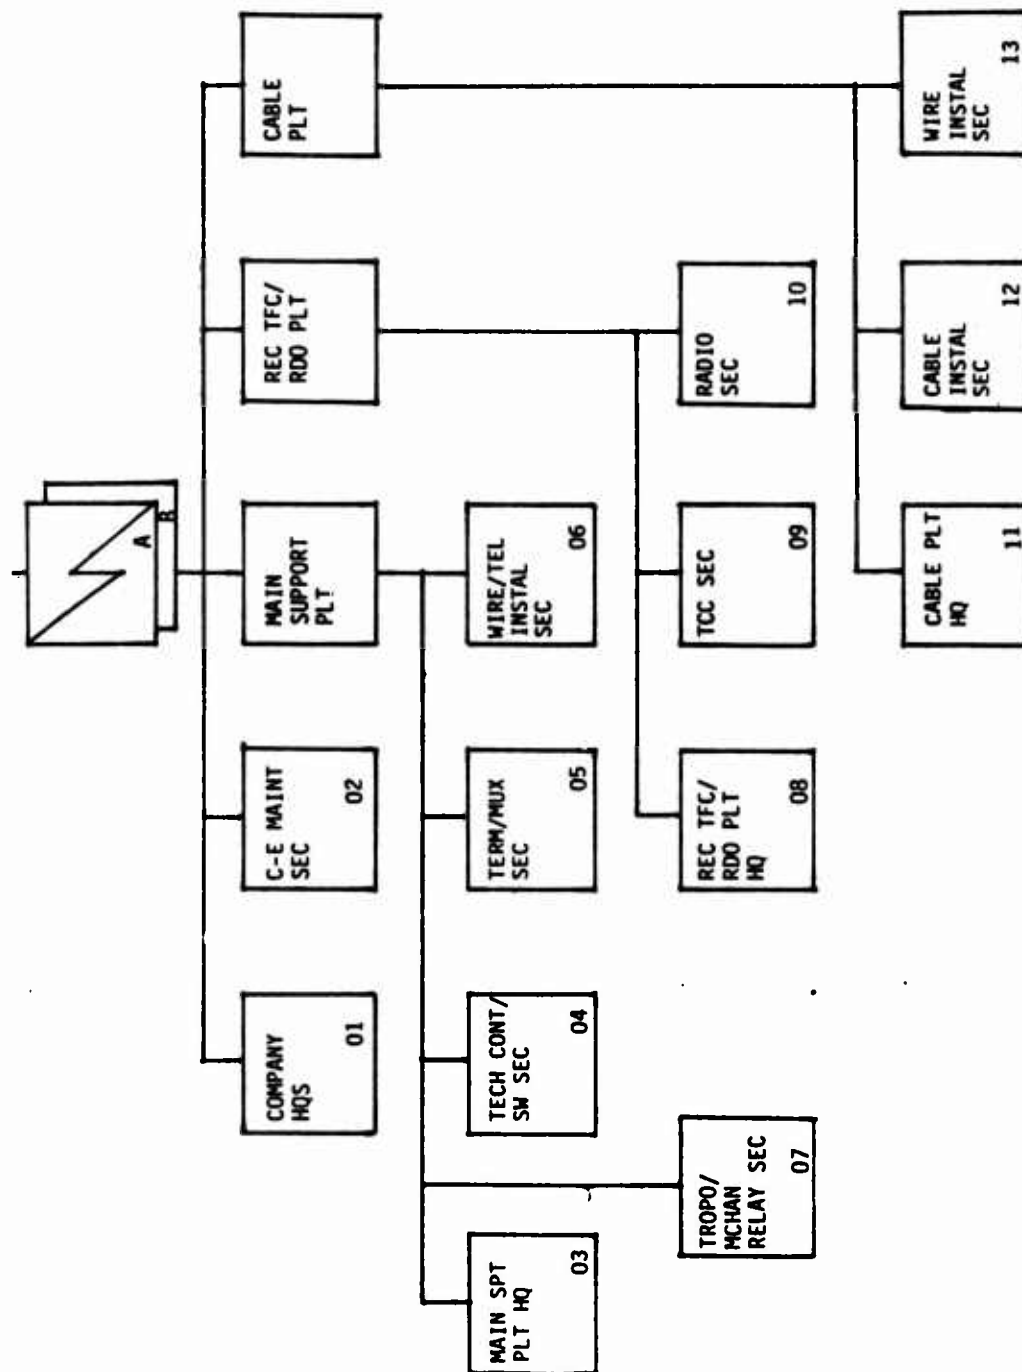 A
B
COMPANY
HQS
01
C-E MAINT
SEC
02
MAIN
SUPPORT
PLT
REC TFC/
RDO PLT
CABLE
PLT
MAIN SPT
PLT HQ
03
TECH CONT/
SW SEC
04
TERM/MUX
SEC
05
WIRE/TEL
INSTAL
SEC
06
TROPO/
MCHAN
RELAY SEC
07
REC TFC/
RDO PLT
HQ
08
TCC SEC
09
RADIO
SEC
10
CABLE PLT
HQ
11
CABLE
INSTAL
SEC
12
WIRE
INSTAL
SEC
13